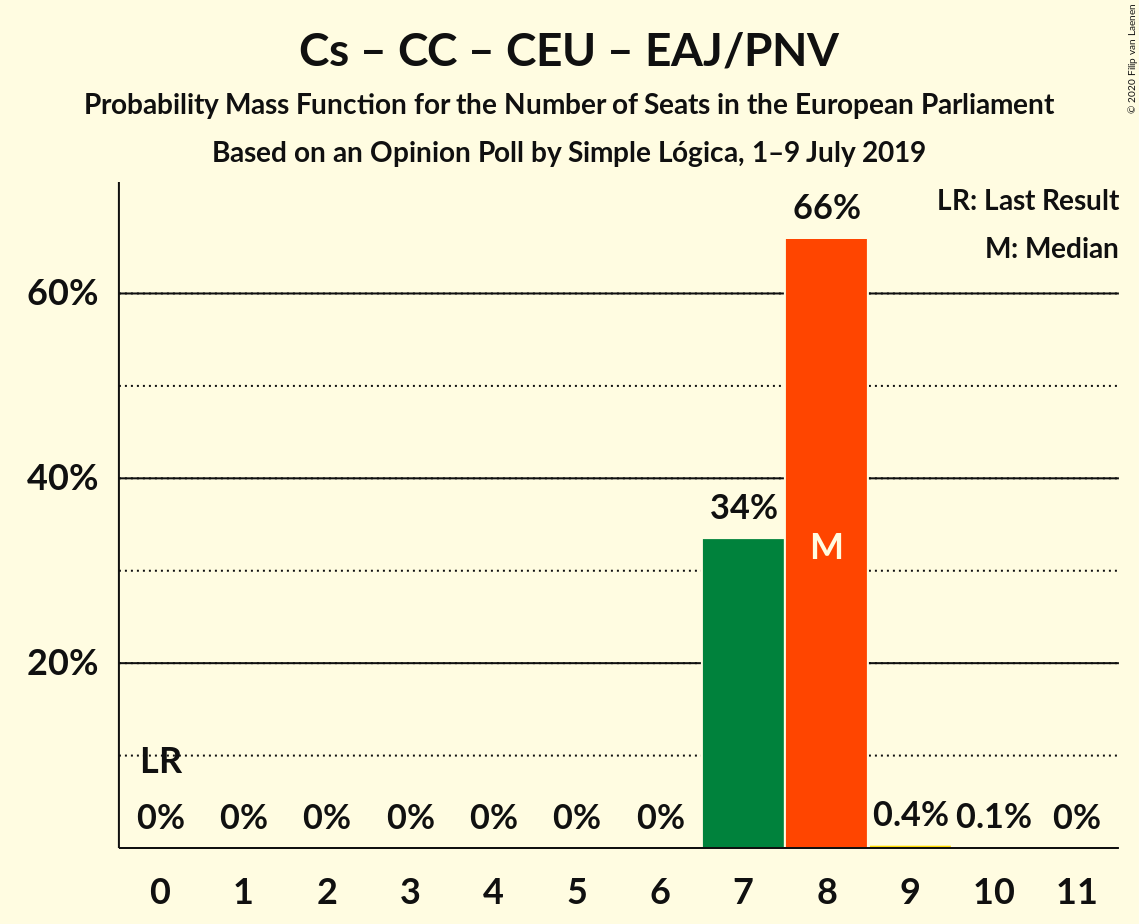 Cs – CC – CEU – EAJ/PNV
Probability Mass Function for the Number of Seats in the European Parliament
Based on an Opinion Poll by Simple Lógica, 1–9 July 2019
© 2020 Filip van Laenen
LR: Last Result
M: Median
66%
60%
40%
34%
M
20%
LR
0% 0% 0% 0% 0% 0% 0% 0.4% 0.1% 0%
0 1 2 3 4 5 6 7 8 9 10 11